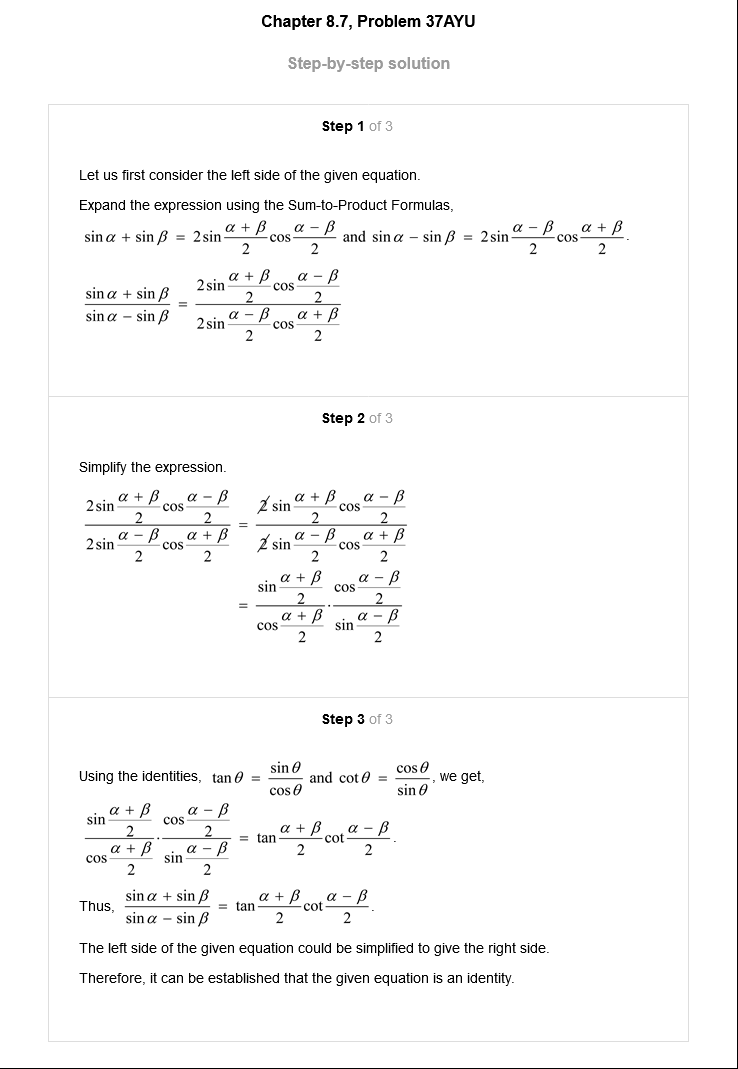 Chapter 8.7, Problem 37AYU
Step-by-step solution
Step 1 of 3
Let us first consider the left side of the given equation.
Expand the expression using the Sum-to-Product Formulas,
$\sin\alpha + \sin\beta = 2\sin\frac{\alpha+\beta}{2}\cos\frac{\alpha-\beta}{2}$ and $\sin\alpha - \sin\beta = 2\sin\frac{\alpha-\beta}{2}\cos\frac{\alpha+\beta}{2}$.
$\frac{\sin\alpha + \sin\beta}{\sin\alpha - \sin\beta} = \frac{2\sin\frac{\alpha+\beta}{2}\cos\frac{\alpha-\beta}{2}}{2\sin\frac{\alpha-\beta}{2}\cos\frac{\alpha+\beta}{2}}$
Step 2 of 3
Simplify the expression.
$\frac{2\sin\frac{\alpha+\beta}{2}\cos\frac{\alpha-\beta}{2}}{2\sin\frac{\alpha-\beta}{2}\cos\frac{\alpha+\beta}{2}} = \frac{\cancel{2}\sin\frac{\alpha+\beta}{2}\cos\frac{\alpha-\beta}{2}}{\cancel{2}\sin\frac{\alpha-\beta}{2}\cos\frac{\alpha+\beta}{2}}$
$= \frac{\sin\frac{\alpha+\beta}{2}}{\cos\frac{\alpha+\beta}{2}} \cdot \frac{\cos\frac{\alpha-\beta}{2}}{\sin\frac{\alpha-\beta}{2}}$
Step 3 of 3
Using the identities, $\tan\theta = \frac{\sin\theta}{\cos\theta}$ and $\cot\theta = \frac{\cos\theta}{\sin\theta}$, we get,
$\frac{\sin\frac{\alpha+\beta}{2}}{\cos\frac{\alpha+\beta}{2}} \cdot \frac{\cos\frac{\alpha-\beta}{2}}{\sin\frac{\alpha-\beta}{2}} = \tan\frac{\alpha+\beta}{2}\cot\frac{\alpha-\beta}{2}$.
Thus, $\frac{\sin\alpha + \sin\beta}{\sin\alpha - \sin\beta} = \tan\frac{\alpha+\beta}{2}\cot\frac{\alpha-\beta}{2}$.
The left side of the given equation could be simplified to give the right side.
Therefore, it can be established that the given equation is an identity.